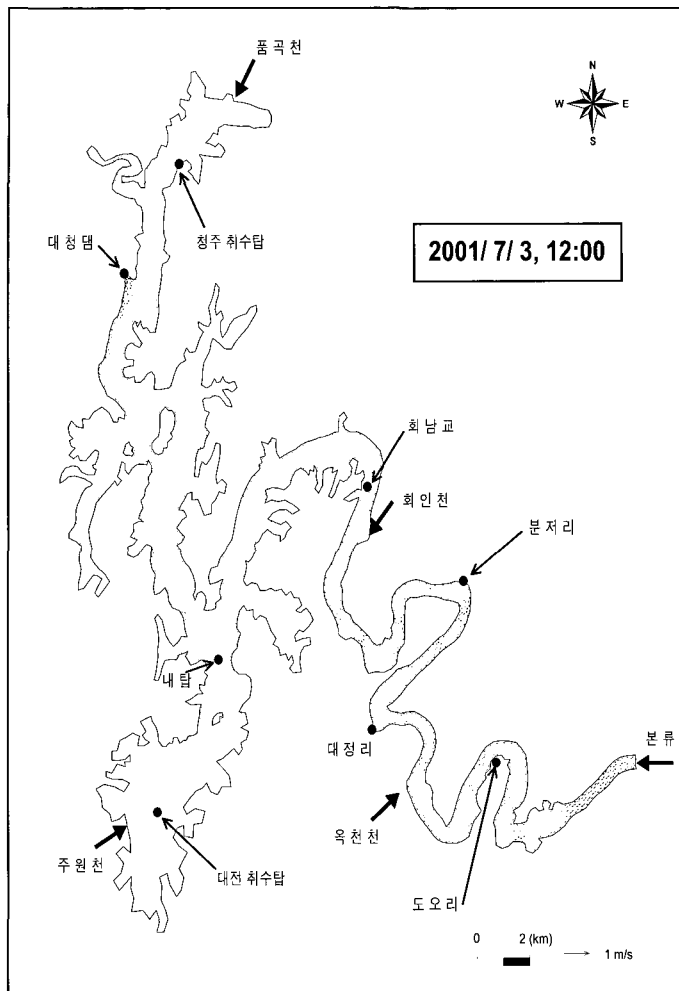 품곡천
N
W E
S
청주 취수탑
대청댐
2001/ 7/ 3, 12:00
회남교
회인천
분저리
내탑
대정리
본류
옥천천
주원천
대전 취수탑
도오리
0 2 (km)
1 m/s